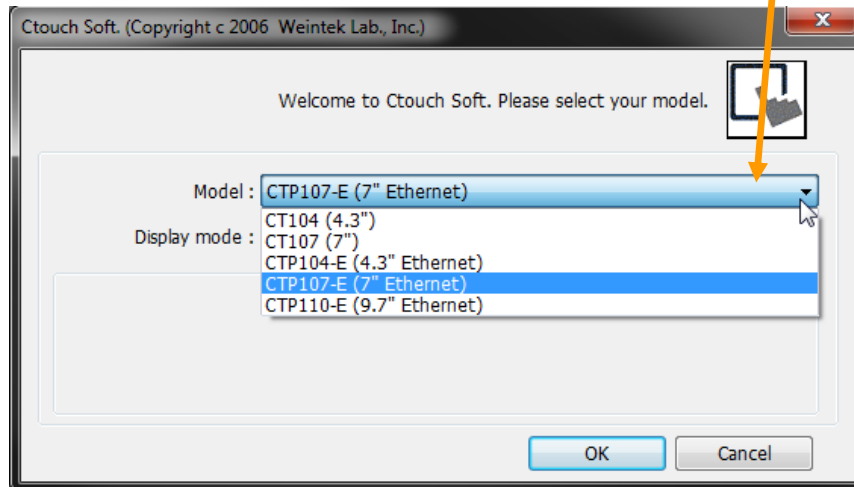 Ctouch Soft. (Copyright c 2006 Weintek Lab., Inc.)
Welcome to Ctouch Soft. Please select your model.
Model : CTP107-E (7" Ethernet)
CT104 (4.3")
Display mode : CT107 (7")
CTP104-E (4.3" Ethernet)
CTP107-E (7" Ethernet)
CTP110-E (9.7" Ethernet)
OK Cancel